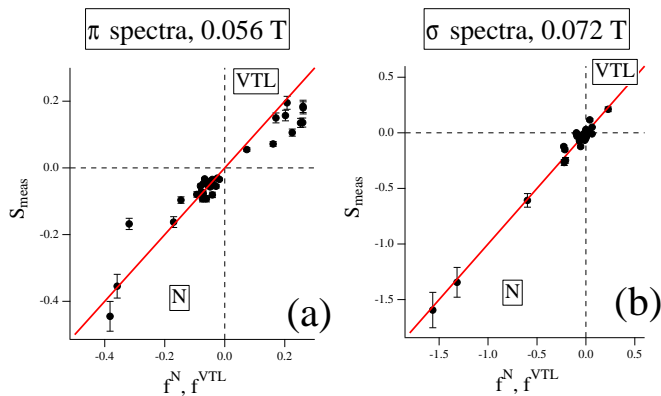 π spectra, 0.056 T
σ spectra, 0.072 T
VTL
VTL
0.2
0.0
-0.2
-0.4
S_meas
N
(a)
-0.4
-0.2
0.0
0.2
f^N, f^VTL
0.5
0.0
-0.5
-1.0
-1.5
S_meas
N
(b)
-1.5
-1.0
-0.5
0.0
0.5
f^N, f^VTL